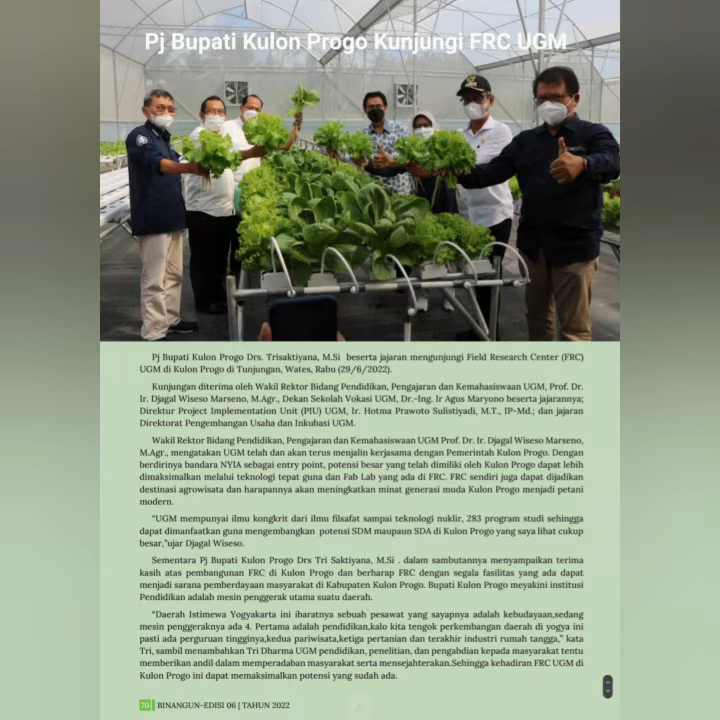 Pj Bupati Kulon Progo Kunjungi FRC UGM
Pj Bupati Kulon Progo Drs. Trisaktiyana, M.Si beserta jajaran mengunjungi Field Research Center (FRC)
UGM di Kulon Progo di Tunjungan, Wates, Rabu (29/6/2022).
Kunjungan diterima oleh Wakil Rektor Bidang Pendidikan, Pengajaran dan Kemahasiswaan UGM, Prof. Dr.
Ir. Djagal Wiseso Marseno, M.Agr., Dekan Sekolah Vokasi UGM, Dr.-Ing. Ir Agus Maryono beserta jajarannya;
Direktur Project Implementation Unit (PIU) UGM, Ir. Hotma Prawoto Sulistiyadi, M.T., IP-Md.; dan jajaran
Direktorat Pengembangan Usaha dan Inkubasi UGM.
Wakil Rektor Bidang Pendidikan, Pengajaran dan Kemahasiswaan UGM Prof. Dr. Ir. Djagal Wiseso Marseno,
M.Agr., mengatakan UGM telah dan akan terus menjalin kerjasama dengan Pemerintah Kulon Progo. Dengan
berdirinya bandara NYIA sebagai entry point, potensi besar yang telah dimiliki oleh Kulon Progo dapat lebih
dimaksimalkan melalui teknologi tepat guna dan Fab Lab yang ada di FRC. FRC sendiri juga dapat dijadikan
destinasi agrowisata dan harapannya akan meningkatkan minat generasi muda Kulon Progo menjadi petani
modern.
"UGM mempunyai ilmu kongkrit dari ilmu filsafat sampai teknologi nuklir, 283 program studi sehingga
dapat dimanfaatkan guna mengembangkan potensi SDM maupaun SDA di Kulon Progo yang saya lihat cukup
besar,"ujar Djagal Wiseso.
Sementara Pj Bupati Kulon Progo Drs Tri Saktiyana, M.Si . dalam sambutannya menyampaikan terima
kasih atas pembangunan FRC di Kulon Progo dan berharap FRC dengan segala fasilitas yang ada dapat
menjadi sarana pemberdayaan masyarakat di Kabupaten Kulon Progo. Bupati Kulon Progo meyakini institusi
Pendidikan adalah mesin penggerak utama suatu daerah.
"Daerah Istimewa Yogyakarta ini ibaratnya sebuah pesawat yang sayapnya adalah kebudayaan,sedang
mesin penggeraknya ada 4. Pertama adalah pendidikan,kalo kita tengok perkembangan daerah di yogya ini
pasti ada perguruan tingginya,kedua pariwisata,ketiga pertanian dan terakhir industri rumah tangga," kata
Tri, sambil menambahkan Tri Dharma UGM pendidikan, penelitian, dan pengabdian kepada masyarakat tentu
memberikan andil dalam memperadaban masyarakat serta mensejahterakan.Sehingga kehadiran FRC UGM di
Kulon Progo ini dapat memaksimalkan potensi yang sudah ada.
70 BINANGUN-EDISI 06 | TAHUN 2022